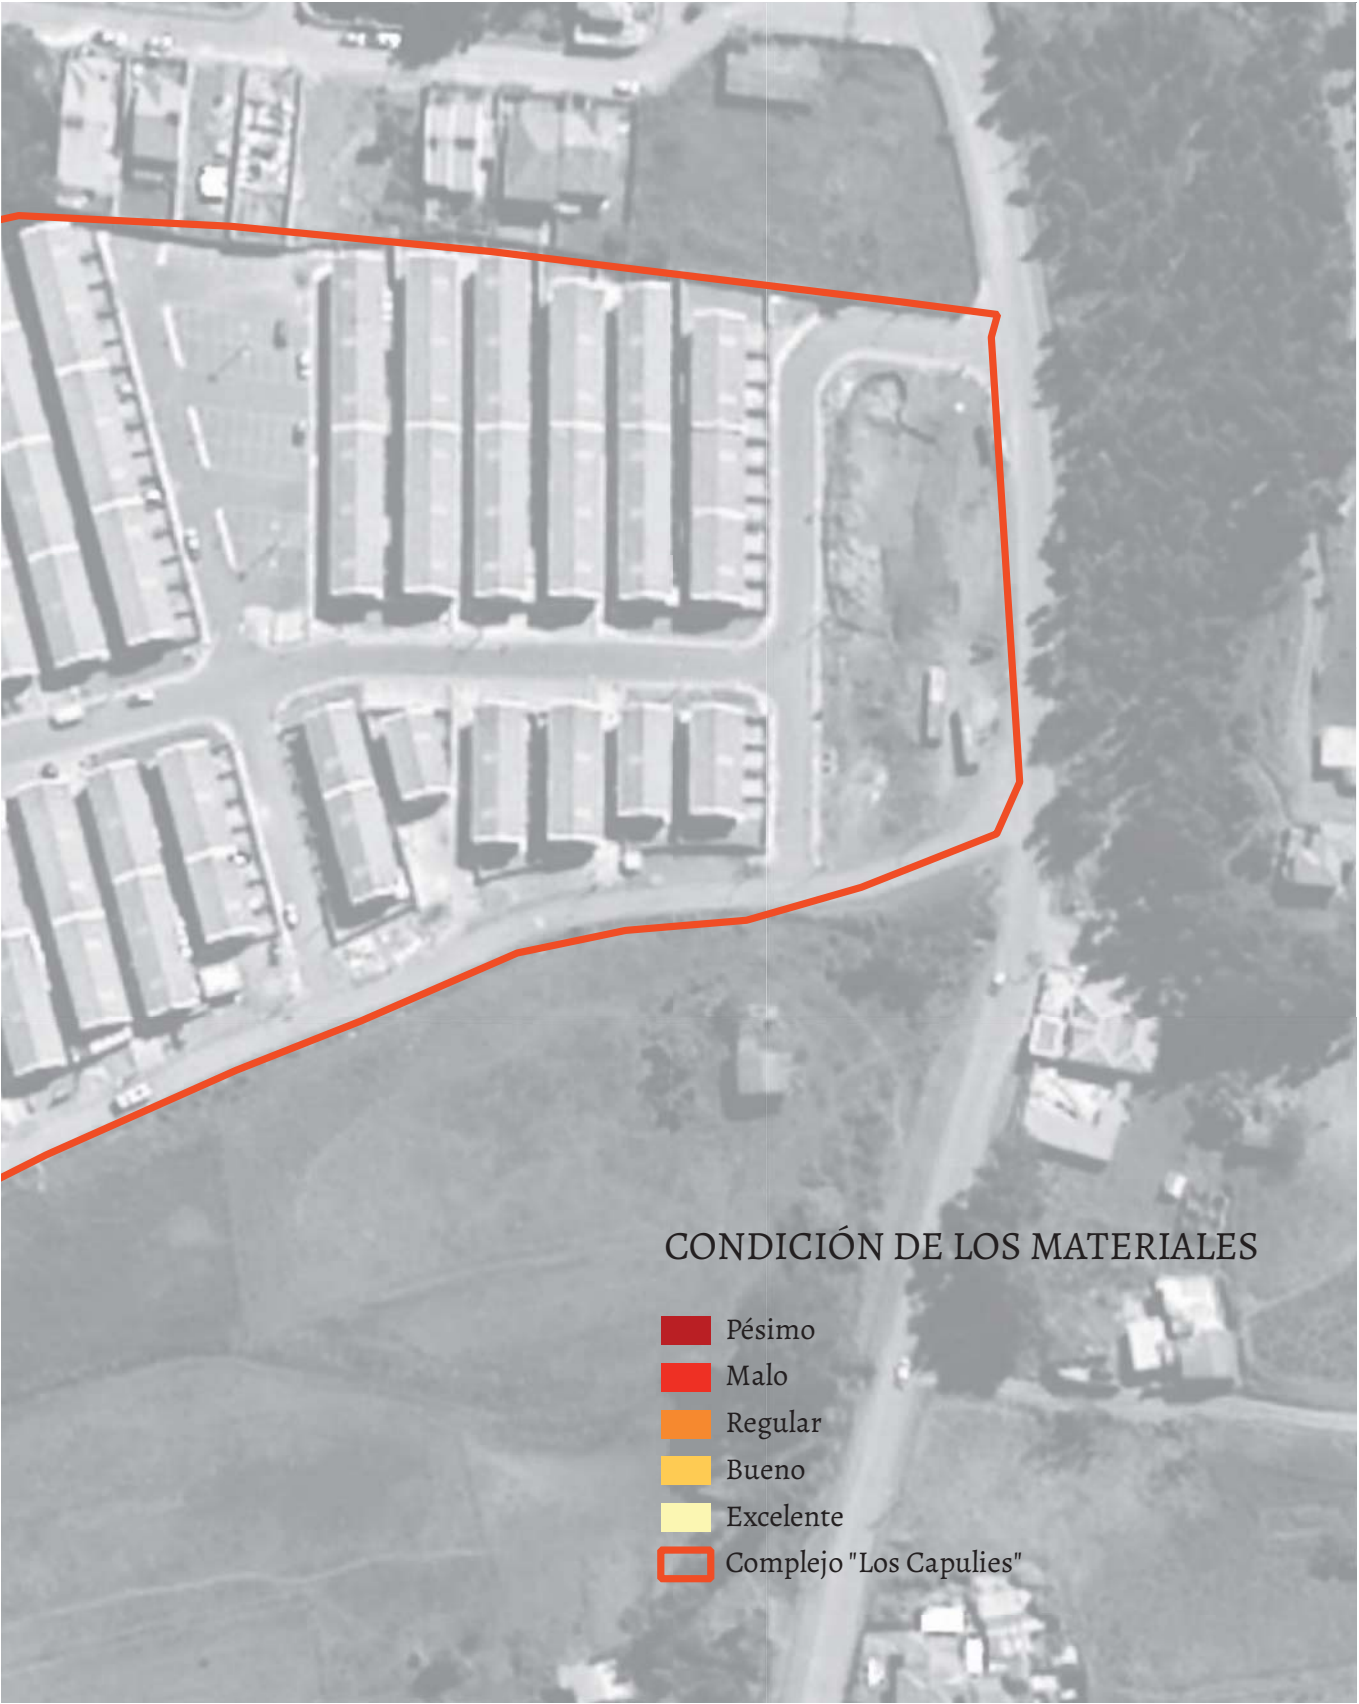 CONDICIÓN DE LOS MATERIALES
Pésimo
Malo
Regular
Bueno
Excelente
Complejo "Los Capulies"